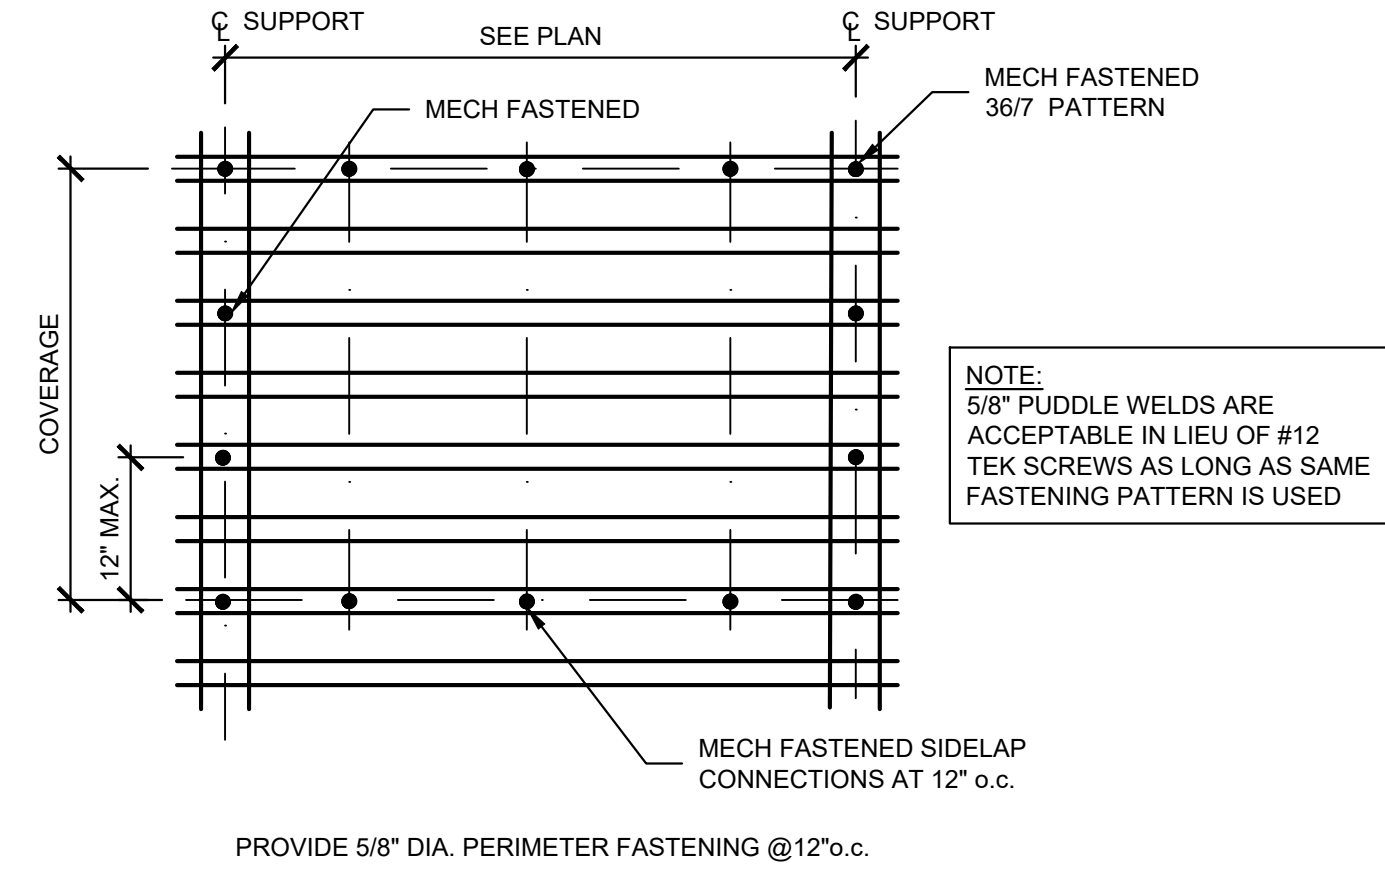 ℄ SUPPORT
SEE PLAN
℄ SUPPORT
MECH FASTENED
MECH FASTENED
36/7 PATTERN
COVERAGE
12" MAX.
NOTE:
5/8" PUDDLE WELDS ARE
ACCEPTABLE IN LIEU OF #12
TEK SCREWS AS LONG AS SAME
FASTENING PATTERN IS USED
MECH FASTENED SIDELAP
CONNECTIONS AT 12" o.c.
PROVIDE 5/8" DIA. PERIMETER FASTENING @12"o.c.